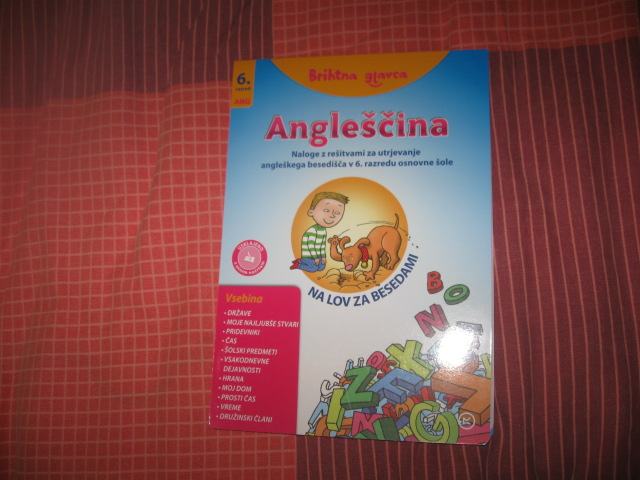 6.
razred
ANG
Brihtna glavca
Angleščina
Naloge z rešitvami za utrjevanje
angleškega besedišča v 6. razredu osnovne šole
NA LOV ZA BESEDAMI
Vsebina
• DRŽAVE
• MOJE NAJLJUBŠE STVARI
• PRIDEVNIKI
• ČAS
• ŠOLSKI PREDMETI
• VSAKODNEVNE
DEJAVNOSTI
• HRANA
• MOJ DOM
• PROSTI ČAS
• VREME
• DRUŽINSKI ČLANI